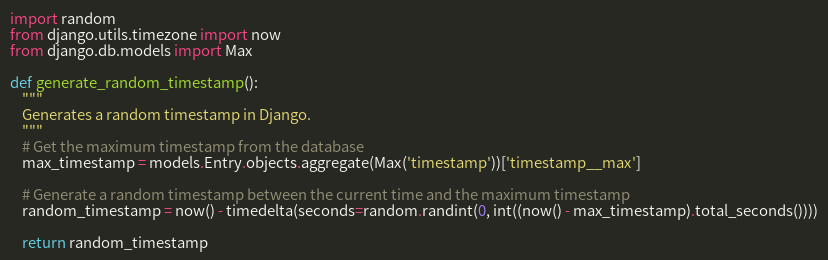 import random
from django.utils.timezone import now
from django.db.models import Max

def generate_random_timestamp():
    """
    Generates a random timestamp in Django.
    """
    # Get the maximum timestamp from the database
    max_timestamp = models.Entry.objects.aggregate(Max('timestamp'))['timestamp__max']

    # Generate a random timestamp between the current time and the maximum timestamp
    random_timestamp = now() - timedelta(seconds=random.randint(0, int((now() - max_timestamp).total_seconds())))

    return random_timestamp